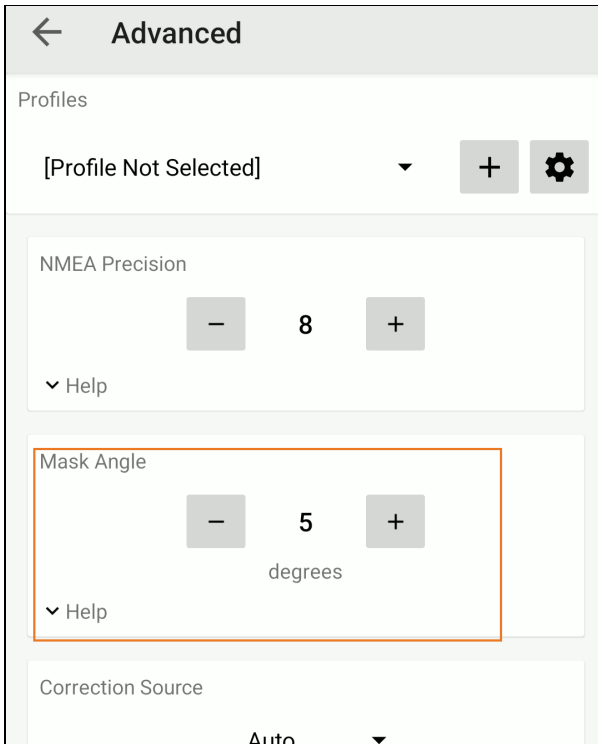 Advanced
Profiles
[Profile Not Selected]
+
NMEA Precision
− 8 +
Help
Mask Angle
− 5 +
degrees
Help
Correction Source
Auto